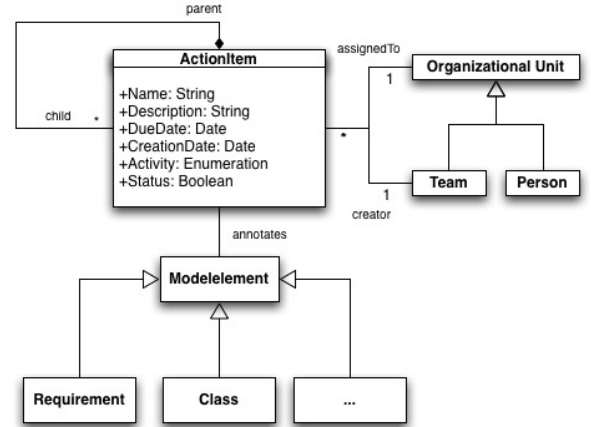 parent
ActionItem
+Name: String
+Description: String
+DueDate: Date
+CreationDate: Date
+Activity: Enumeration
+Status: Boolean
child
*
*
assignedTo
1
Organizational Unit
Team
Person
1
creator
annotates
Modelelement
Requirement
Class
...